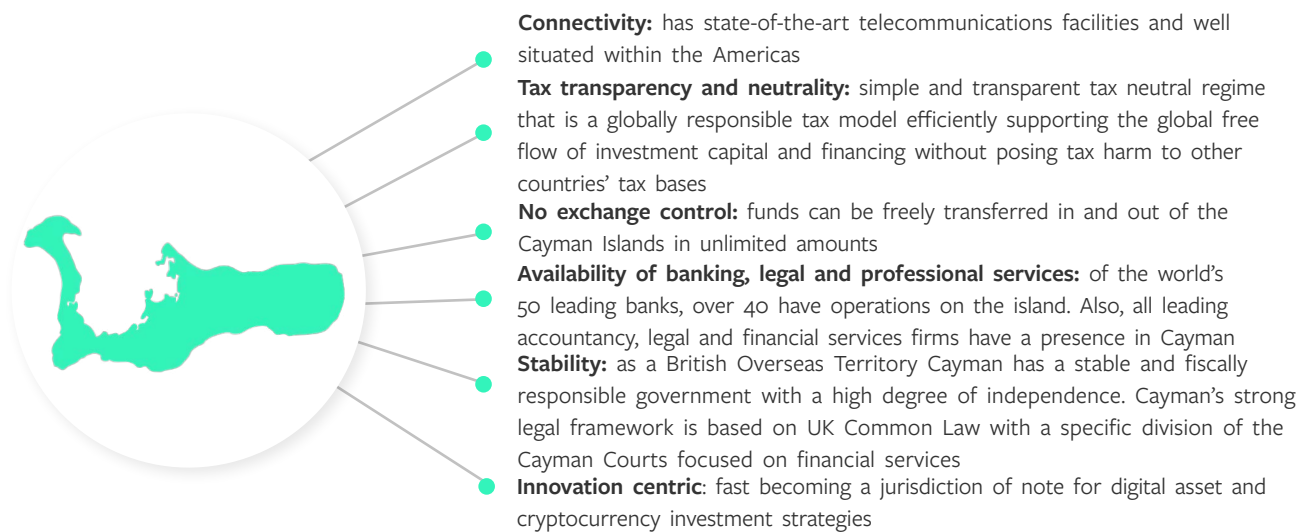 Connectivity: has state-of-the-art telecommunications facilities and well
situated within the Americas
Tax transparency and neutrality: simple and transparent tax neutral regime
that is a globally responsible tax model efficiently supporting the global free
flow of investment capital and financing without posing tax harm to other
countries’ tax bases
No exchange control: funds can be freely transferred in and out of the
Cayman Islands in unlimited amounts
Availability of banking, legal and professional services: of the world’s
50 leading banks, over 40 have operations on the island. Also, all leading
accountancy, legal and financial services firms have a presence in Cayman
Stability: as a British Overseas Territory Cayman has a stable and fiscally
responsible government with a high degree of independence. Cayman’s strong
legal framework is based on UK Common Law with a specific division of the
Cayman Courts focused on financial services
Innovation centric: fast becoming a jurisdiction of note for digital asset and
cryptocurrency investment strategies